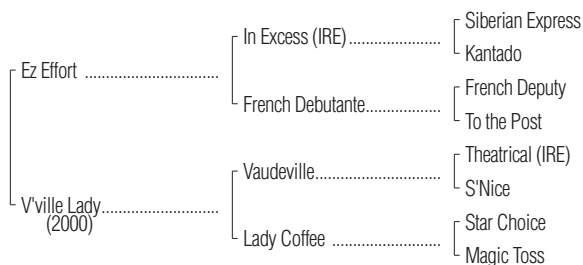 Siberian Express
In Excess (IRE)........................
Kantado
Ez Effort ..................................
French Deputy
French Debutante...................
To the Post
Theatrical (IRE)
Vaudeville.................................
S'Nice
V'ville Lady..............................
(2000)
Star Choice
Lady Coffee ...........................
Magic Toss